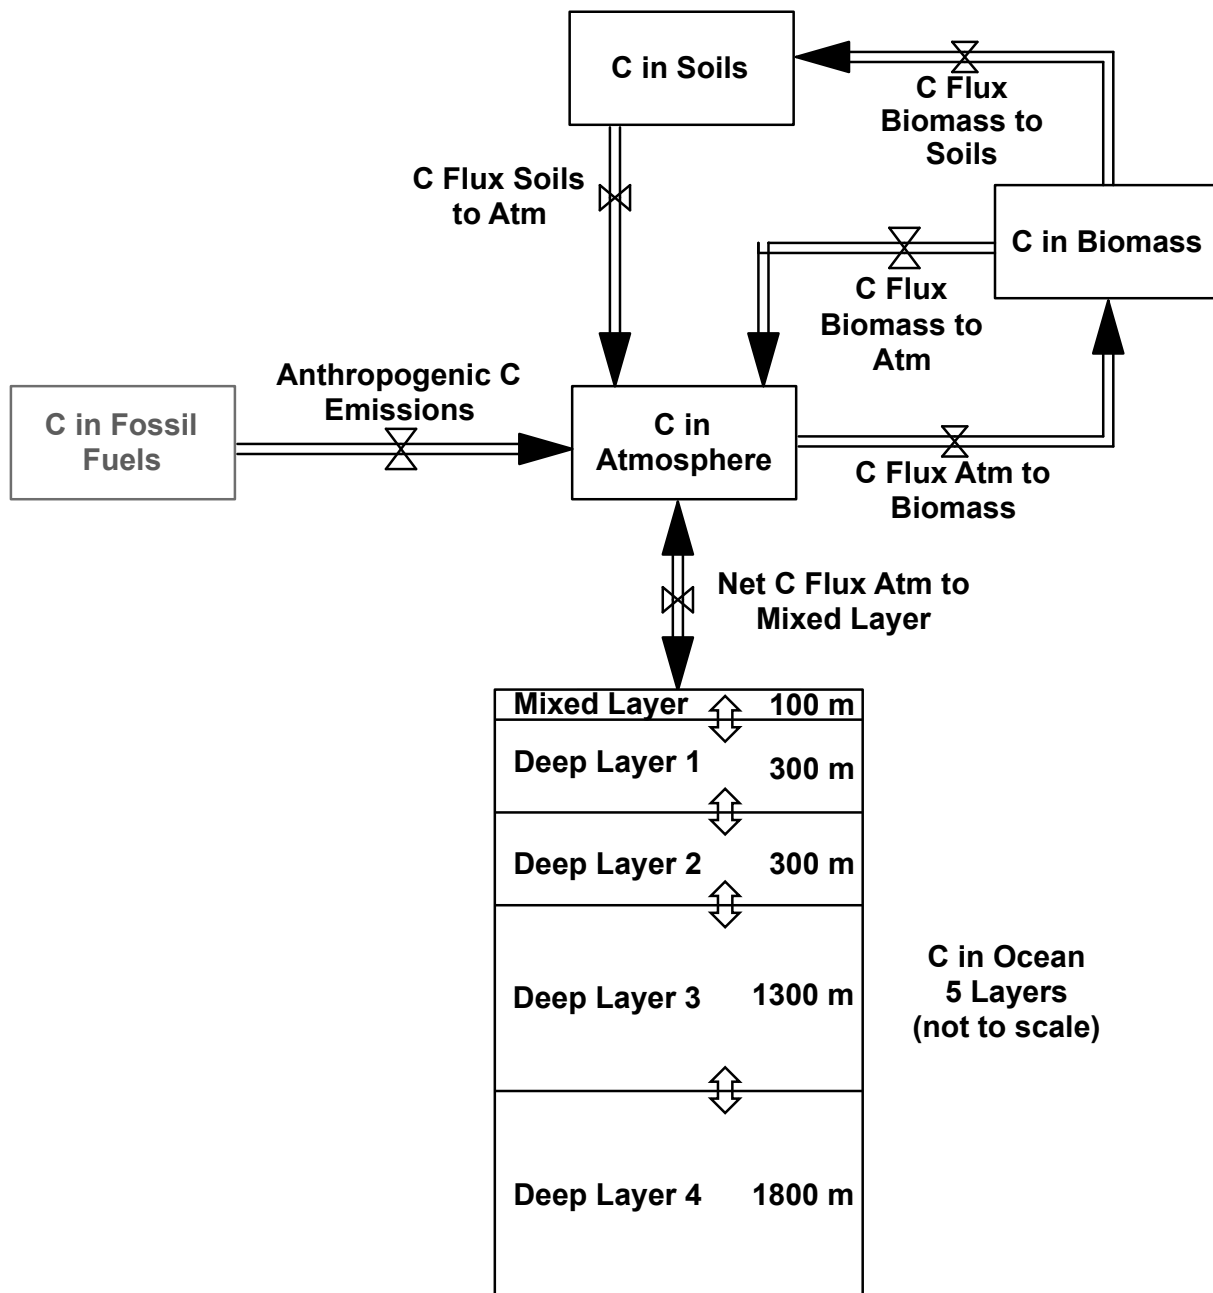 C in Soils
C Flux
Biomass to
Soils
C Flux Soils
to Atm
C in Biomass
C Flux
Biomass to
Atm
Anthropogenic C
Emissions
C in Fossil
Fuels
C in
Atmosphere
C Flux Atm to
Biomass
Net C Flux Atm to
Mixed Layer
Mixed Layer 100 m
Deep Layer 1 300 m
Deep Layer 2 300 m
Deep Layer 3 1300 m
C in Ocean
5 Layers
(not to scale)
Deep Layer 4 1800 m